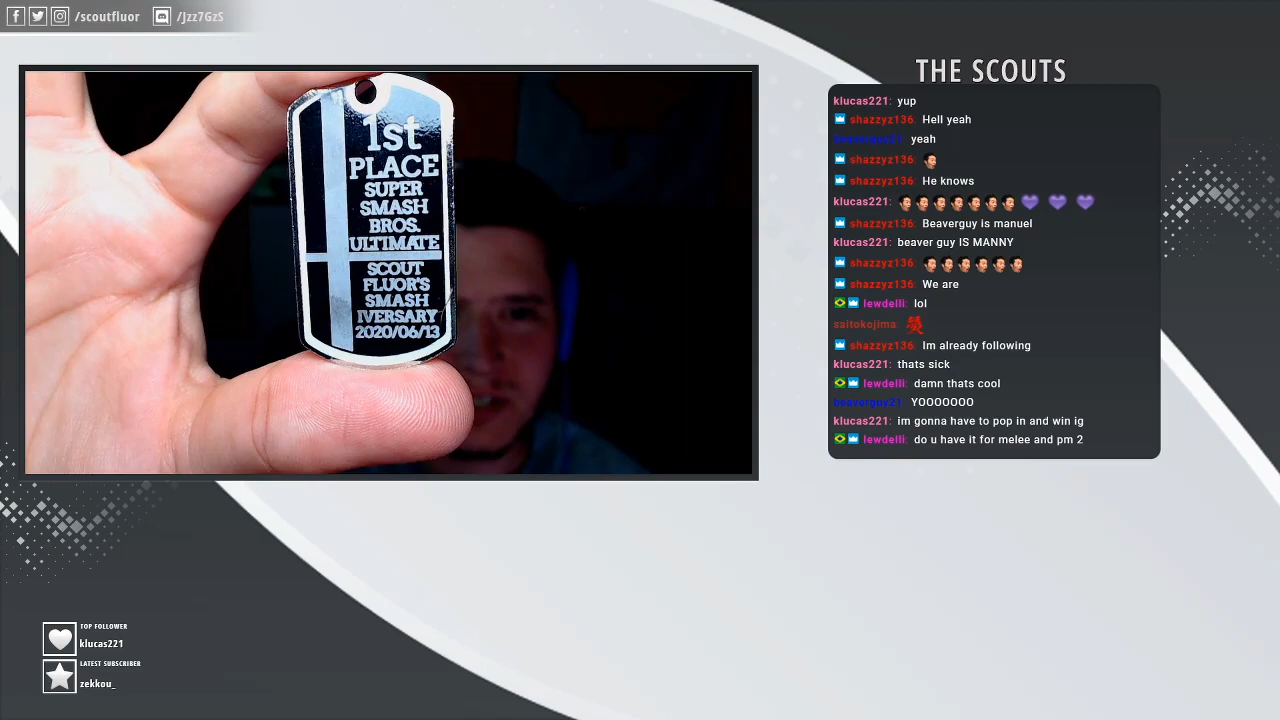 /scoutfluor /Jzz7GzS
1st
PLACE
SUPER
SMASH
BROS.
ULTIMATE
SCOUT
FLUOR'S
SMASH
IVERSARY
2020/06/13
THE SCOUTS
klucas221: yup
shazzyz136: Hell yeah
beaverguy21: yeah
shazzyz136:
shazzyz136: He knows
klucas221:
shazzyz136: Beaverguy is manuel
klucas221: beaver guy IS MANNY
shazzyz136:
shazzyz136: We are
lewdelli: lol
saitokojima:
shazzyz136: Im already following
klucas221: thats sick
lewdelli: damn thats cool
beaverguy21: YOOOOOOO
klucas221: im gonna have to pop in and win ig
lewdelli: do u have it for melee and pm 2
TOP FOLLOWER
klucas221
LATEST SUBSCRIBER
zekkou_